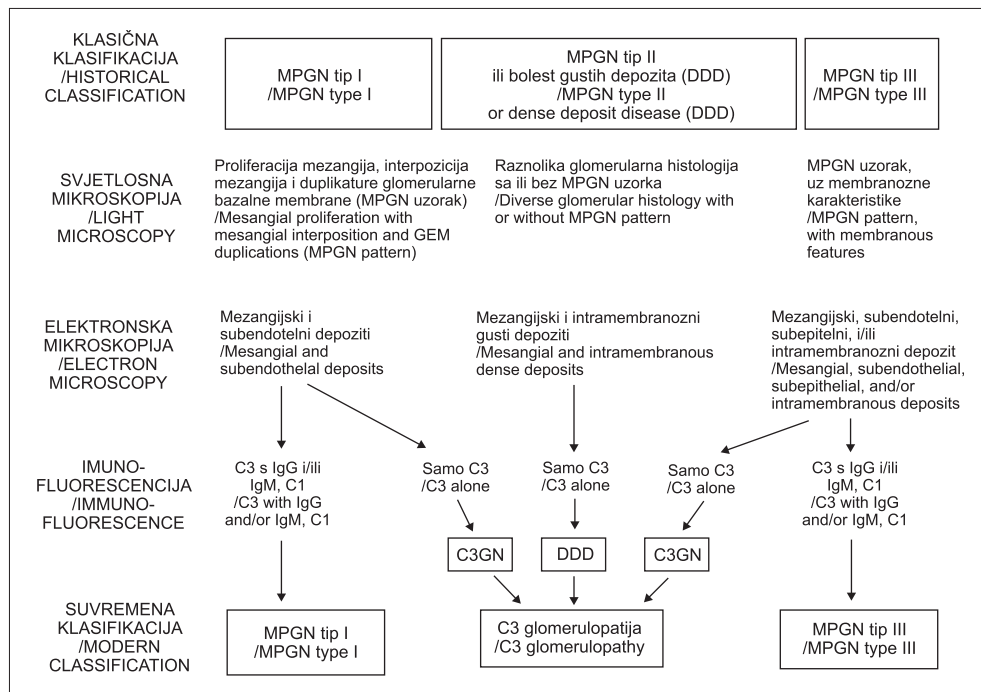 KLASIČNA
KLASIFIKACIJA
/HISTORICAL
CLASSIFICATION
MPGN tip I
/MPGN type I
MPGN tip II
ili bolest gustih depozita (DDD)
/MPGN type II
or dense deposit disease (DDD)
MPGN tip III
/MPGN type III
SVJETLOSNA
MIKROSKOPIJA
/LIGHT
MICROSCOPY
Proliferacija mezangija, interpozicija
mezangija i duplikature glomerularne
bazalne membrane (MPGN uzorak)
/Mesangial proliferation with
mesangial interposition and GEM
duplications (MPGN pattern)
Raznolika glomerularna histologija
sa ili bez MPGN uzorka
/Diverse glomerular histology with
or without MPGN pattern
MPGN uzorak,
uz membranozne
karakteristike
/MPGN pattern,
with membranous
features
ELEKTRONSKA
MIKROSKOPIJA
/ELECTRON
MICROSCOPY
Mezangijski i
subendotelni depoziti
/Mesangial and
subendothelal deposits
Mezangijski i intramembranozni
gusti depoziti
/Mesangial and intramembranous
dense deposits
Mezangijski, subendotelni,
subepitelni, i/ili
intramembranozni depozit
/Mesangial, subendothelial,
subepithelial, and/or
intramembranous deposits
IMUNO-
FLUORESCENCIJA
/IMMUNO-
FLUORESCENCE
C3 s IgG i/ili
IgM, C1
/C3 with IgG
and/or IgM, C1
Samo C3
/C3 alone
Samo C3
/C3 alone
Samo C3
/C3 alone
C3 s IgG i/ili
IgM, C1
/C3 with IgG
and/or IgM, C1
C3GN
DDD
C3GN
SUVREMENA
KLASIFIKACIJA
/MODERN
CLASSIFICATION
MPGN tip I
/MPGN type I
C3 glomerulopatija
/C3 glomerulopathy
MPGN tip III
/MPGN type III